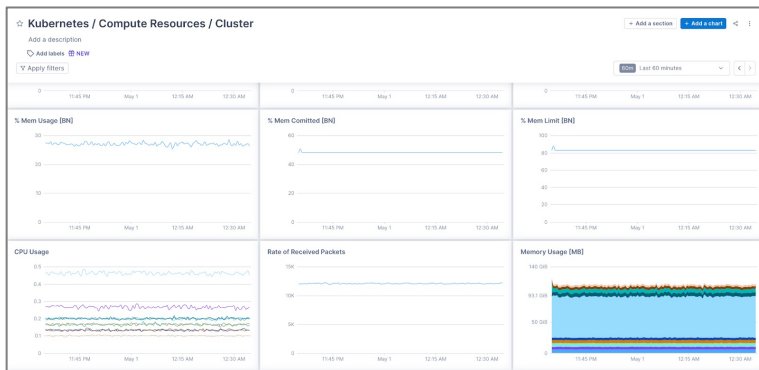 Kubernetes / Compute Resources / Cluster
+ Add a section
+ Add a chart
Add a description
Add labels NEW
Apply filters
60m Last 60 minutes
0
11:45 PM May 1 12:15 AM 12:30 AM
0
11:45 PM May 1 12:15 AM 12:30 AM
0
11:45 PM May 1 12:15 AM 12:30 AM
% Mem Usage [BN]
30
20
10
0
11:45 PM May 1 12:15 AM 12:30 AM
% Mem Comitted [BN]
60
40
20
0
11:45 PM May 1 12:15 AM 12:30 AM
% Mem Limit [BN]
100
80
60
40
20
0
11:45 PM May 1 12:15 AM 12:30 AM
CPU Usage
0.5
0.4
0.3
0.2
0.1
0
11:45 PM May 1 12:15 AM 12:30 AM
Rate of Received Packets
15K
10K
5K
0
11:45 PM May 1 12:15 AM 12:30 AM
Memory Usage [MB]
140 GiB
93.1 GiB
50 GiB
0
11:45 PM May 1 12:15 AM 12:30 AM